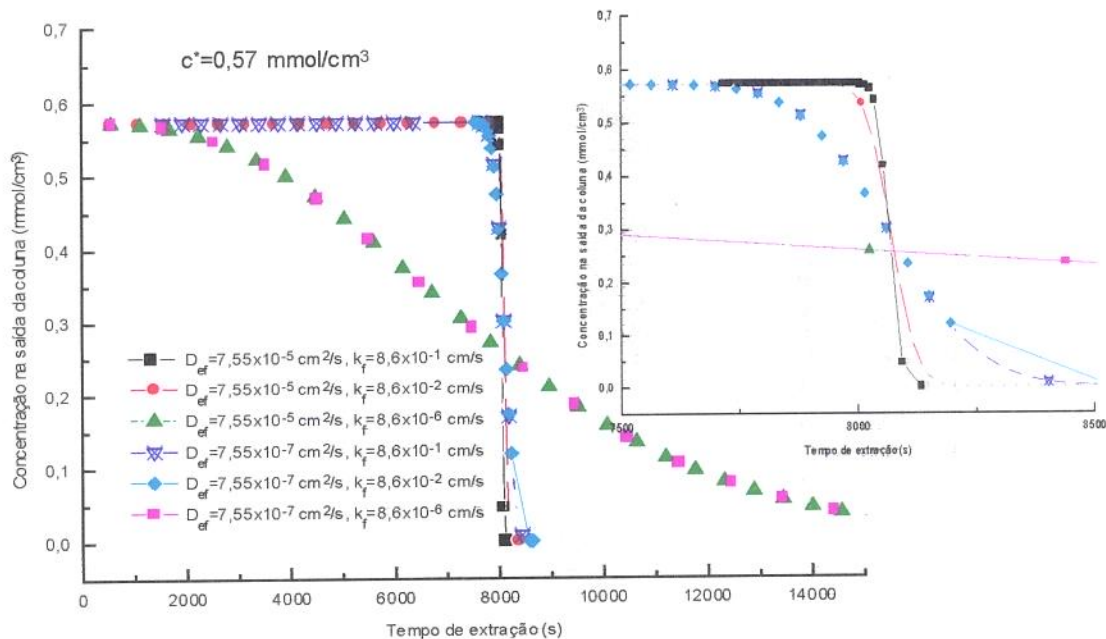 0,7
0,6
0,5
0,4
0,3
0,2
0,1
0,0
Concentração na saída da coluna (mmol/cm³)
c*=0,57 mmol/cm³
D_ef=7,55x10⁻⁵ cm²/s, k_f=8,6x10⁻¹ cm/s
D_ef=7,55x10⁻⁵ cm²/s, k_f=8,6x10⁻² cm/s
D_ef=7,55x10⁻⁵ cm²/s, k_f=8,6x10⁻⁶ cm/s
D_ef=7,55x10⁻⁷ cm²/s, k_f=8,6x10⁻¹ cm/s
D_ef=7,55x10⁻⁷ cm²/s, k_f=8,6x10⁻² cm/s
D_ef=7,55x10⁻⁷ cm²/s, k_f=8,6x10⁻⁶ cm/s
0 2000 4000 6000 8000 10000 12000 14000
Tempo de extração (s)
0,7
0,6
0,5
0,4
0,3
0,2
0,1
0,0
Concentração na saída da coluna (mmol/cm³)
7500 8000 8500
Tempo de extração (s)